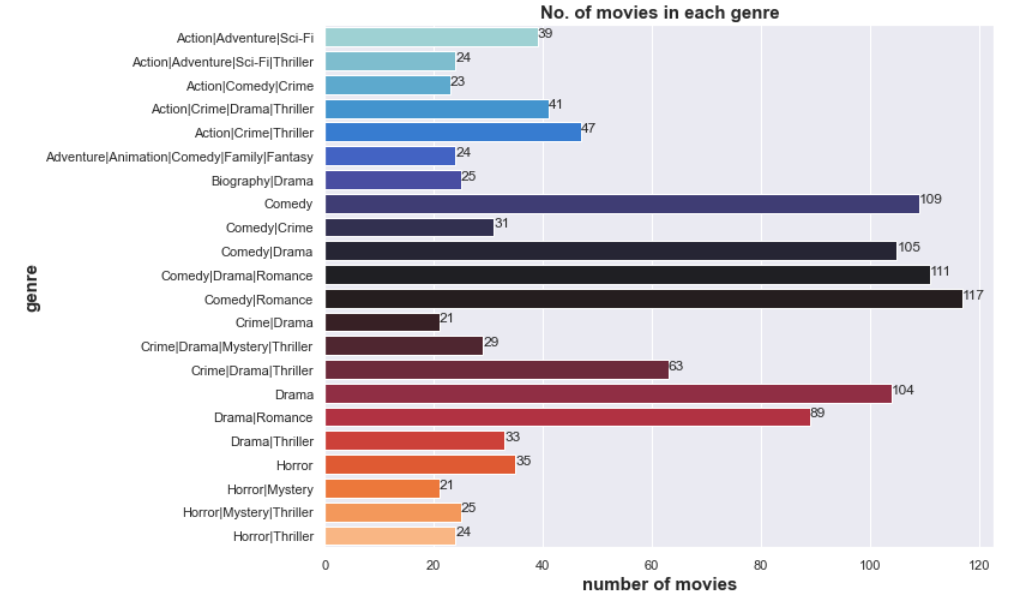 No. of movies in each genre
Action|Adventure|Sci-Fi 39
Action|Adventure|Sci-Fi|Thriller 24
Action|Comedy|Crime 23
Action|Crime|Drama|Thriller 41
Action|Crime|Thriller 47
Adventure|Animation|Comedy|Family|Fantasy 24
Biography|Drama 25
Comedy 109
Comedy|Crime 31
Comedy|Drama 105
Comedy|Drama|Romance 111
Comedy|Romance 117
Crime|Drama 21
Crime|Drama|Mystery|Thriller 29
Crime|Drama|Thriller 63
Drama 104
Drama|Romance 89
Drama|Thriller 33
Horror 35
Horror|Mystery 21
Horror|Mystery|Thriller 25
Horror|Thriller 24
genre
0 20 40 60 80 100 120
number of movies